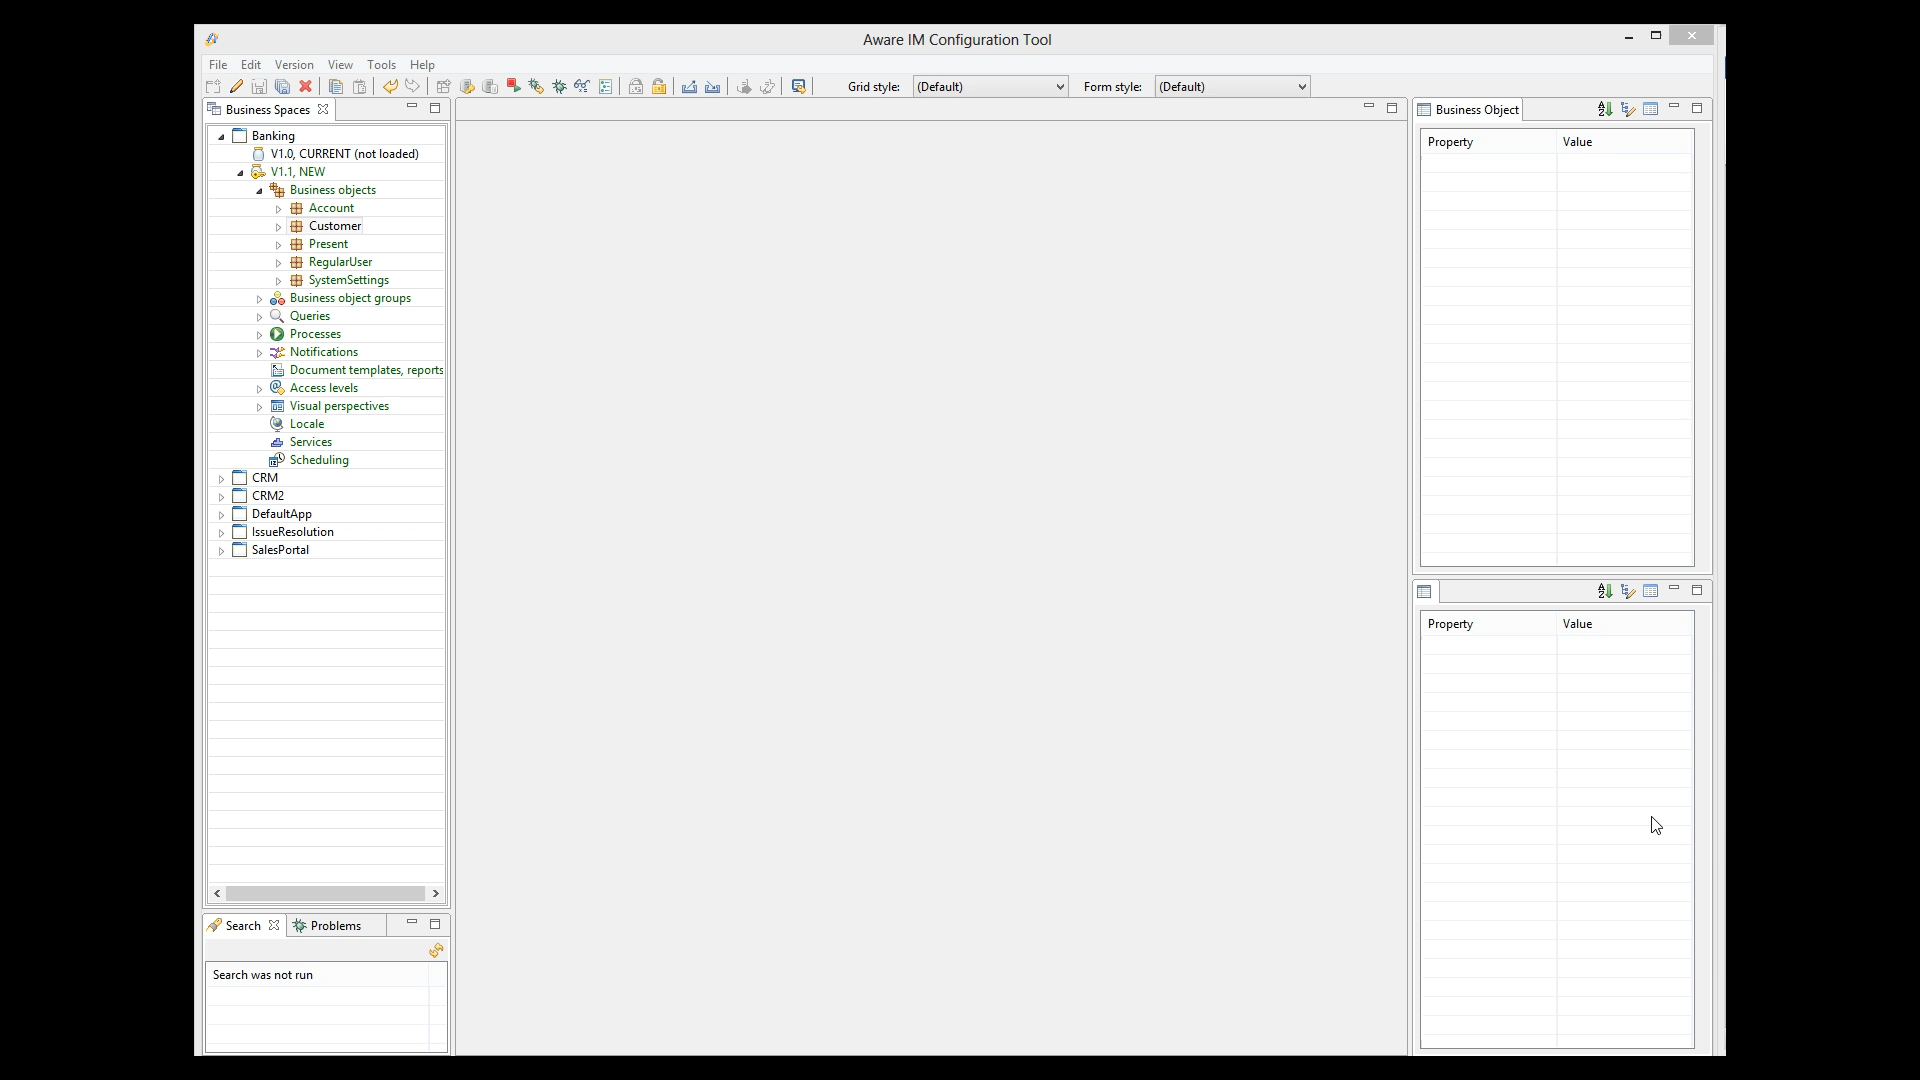 Aware IM Configuration Tool
File Edit Version View Tools Help
Grid style: (Default) Form style: (Default)
Business Spaces
Banking
V1.0, CURRENT (not loaded)
V1.1, NEW
Business objects
Account
Customer
Present
RegularUser
SystemSettings
Business object groups
Queries
Processes
Notifications
Document templates, reports
Access levels
Visual perspectives
Locale
Services
Scheduling
CRM
CRM2
DefaultApp
IssueResolution
SalesPortal
Search Problems
Search was not run
Business Object
Property Value
Property Value